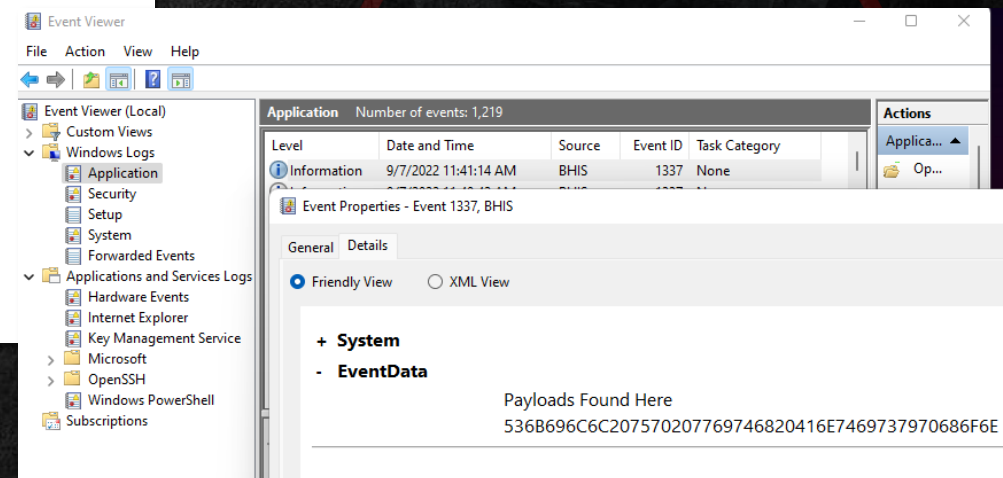 Event Viewer
File Action View Help
Event Viewer (Local)
Custom Views
Windows Logs
Application
Security
Setup
System
Forwarded Events
Applications and Services Logs
Hardware Events
Internet Explorer
Key Management Service
Microsoft
OpenSSH
Windows PowerShell
Subscriptions
Application Number of events: 1,219
Level Date and Time Source Event ID Task Category
Information 9/7/2022 11:41:14 AM BHIS 1337 None
Actions
Applica...
Op...
Event Properties - Event 1337, BHIS
General Details
Friendly View XML View
+ System
- EventData
Payloads Found Here
536B696C6C207570207769746820416E7469737970686F6E